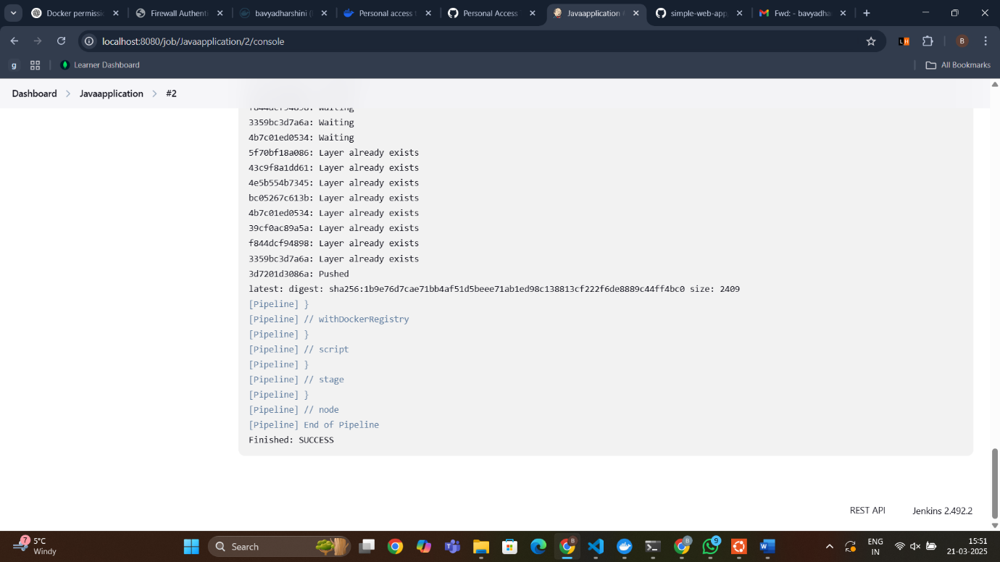 Docker permissi
Firewall Authenti
bavyadharshini (
Personal access t
Personal Access
Javaapplication
simple-web-app
Fwd: - bavyadha
localhost:8080/job/Javaapplication/2/console
LH
B
g
Learner Dashboard
All Bookmarks
Dashboard
Javaapplication
#2
f844dcf94898: Waiting
3359bc3d7a6a: Waiting
4b7c01ed0534: Waiting
5f70bf18a086: Layer already exists
43c9f8a1dd61: Layer already exists
4e5b554b7345: Layer already exists
bc05267c613b: Layer already exists
4b7c01ed0534: Layer already exists
39cf0ac89a5a: Layer already exists
f844dcf94898: Layer already exists
3359bc3d7a6a: Layer already exists
3d7201d3086a: Pushed
latest: digest: sha256:1b9e76d7cae71bb4af51d5beee71ab1ed98c138813cf222f6de8889c44ff4bc0 size: 2409
[Pipeline] }
[Pipeline] // withDockerRegistry
[Pipeline] }
[Pipeline] // script
[Pipeline] }
[Pipeline] // stage
[Pipeline] }
[Pipeline] // node
[Pipeline] End of Pipeline
Finished: SUCCESS
REST API
Jenkins 2.492.2
7
5°C
Windy
Search
9
ENG
IN
15:51
21-03-2025